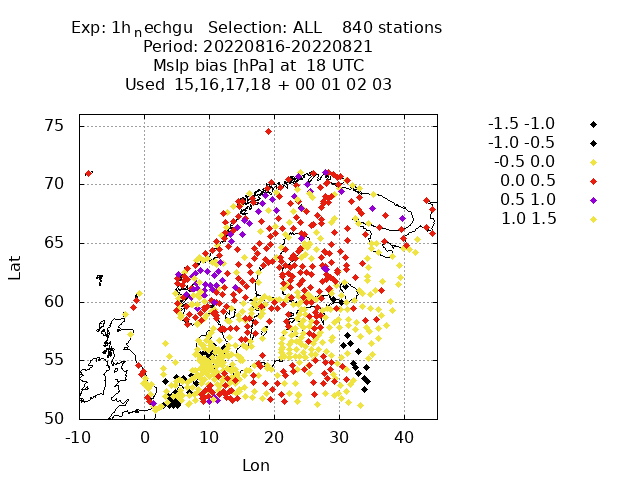 Exp: 1hnechgu Selection: ALL 840 stations
Period: 20220816-20220821
Mslp bias [hPa] at 18 UTC
Used 15,16,17,18 + 00 01 02 03
-1.5 -1.0
-1.0 -0.5
-0.5 0.0
0.0 0.5
0.5 1.0
1.0 1.5
75
70
65
60
55
50
Lat
-10 0 10 20 30 40
Lon